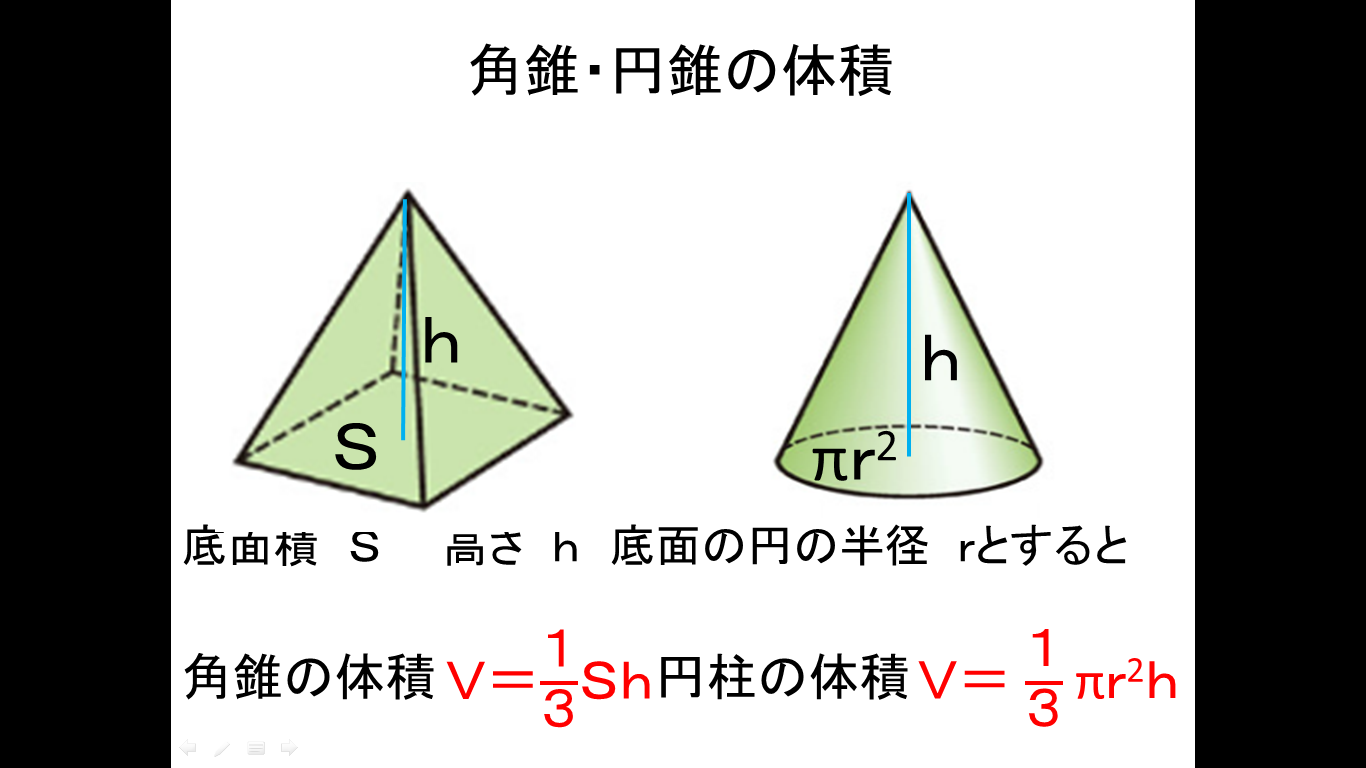 角錐・円錐の体積
h
S
h
πr²
底面積　S　高さ　h　底面の円の半径　rとすると
角錐の体積 V=1/3Sh 円柱の体積 V=1/3πr²h